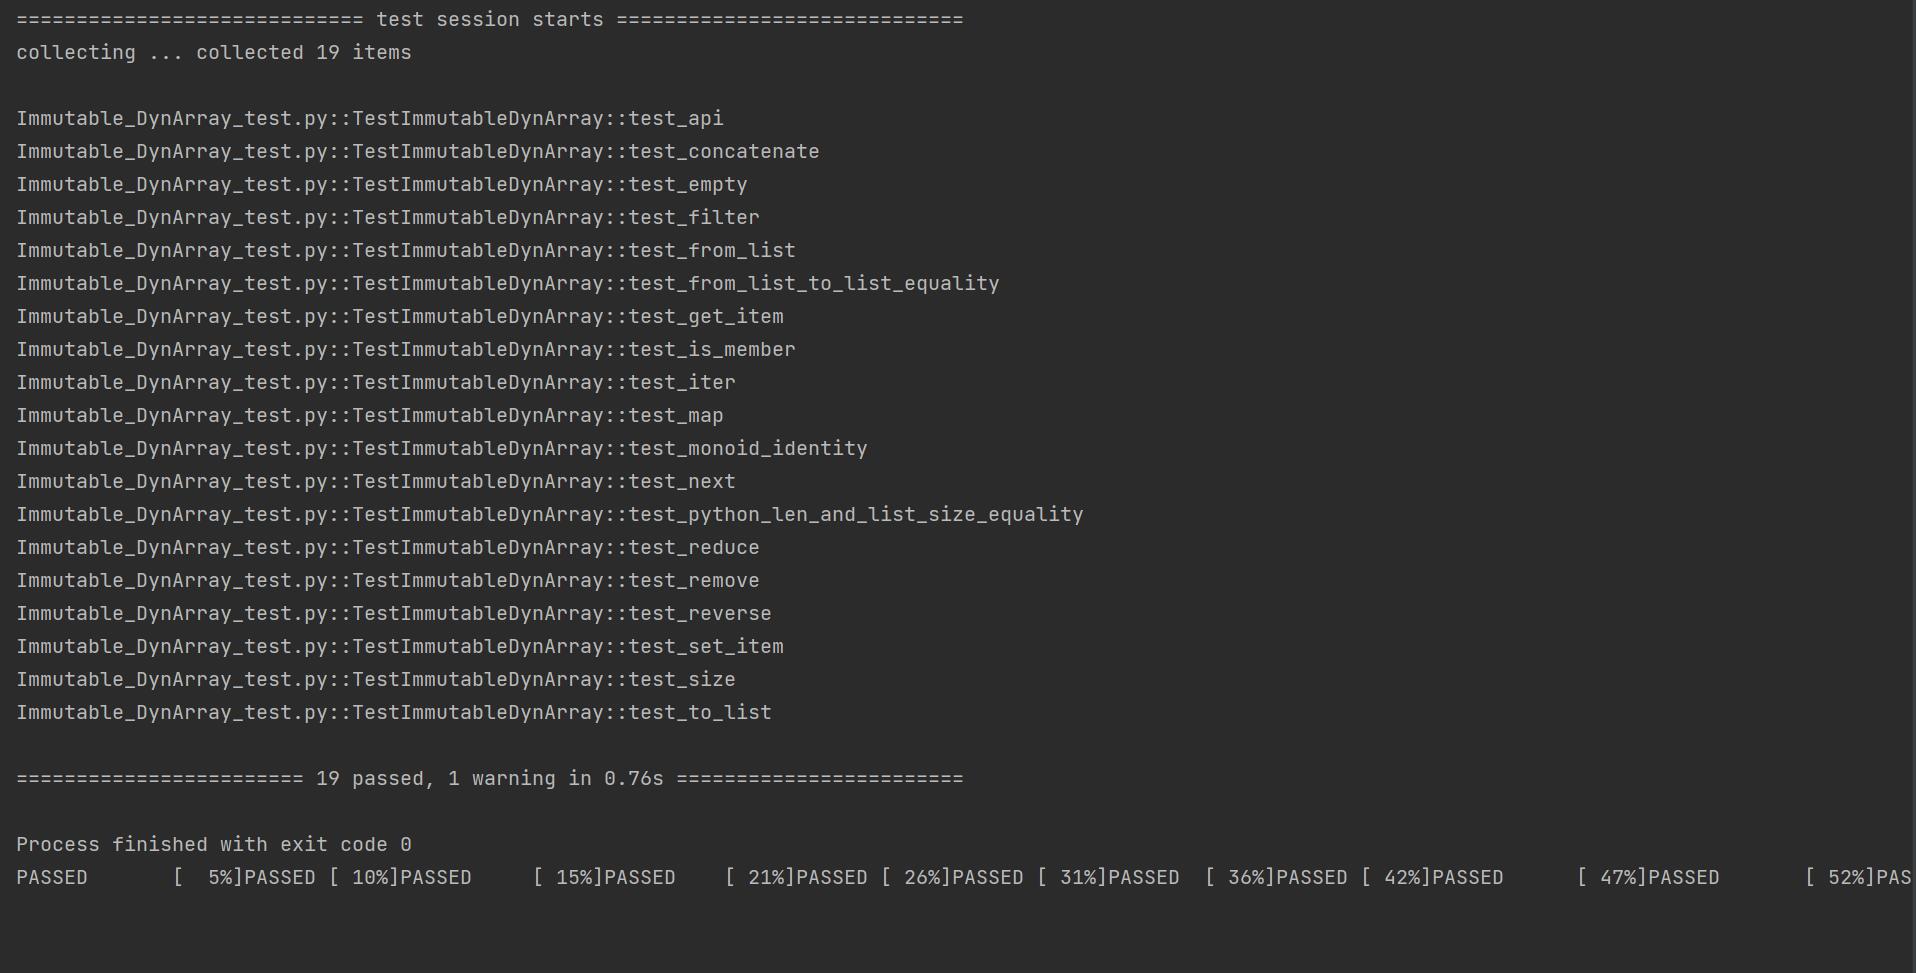 ============================= test session starts =============================
collecting ... collected 19 items
Immutable_DynArray_test.py::TestImmutableDynArray::test_api
Immutable_DynArray_test.py::TestImmutableDynArray::test_concatenate
Immutable_DynArray_test.py::TestImmutableDynArray::test_empty
Immutable_DynArray_test.py::TestImmutableDynArray::test_filter
Immutable_DynArray_test.py::TestImmutableDynArray::test_from_list
Immutable_DynArray_test.py::TestImmutableDynArray::test_from_list_to_list_equality
Immutable_DynArray_test.py::TestImmutableDynArray::test_get_item
Immutable_DynArray_test.py::TestImmutableDynArray::test_is_member
Immutable_DynArray_test.py::TestImmutableDynArray::test_iter
Immutable_DynArray_test.py::TestImmutableDynArray::test_map
Immutable_DynArray_test.py::TestImmutableDynArray::test_monoid_identity
Immutable_DynArray_test.py::TestImmutableDynArray::test_next
Immutable_DynArray_test.py::TestImmutableDynArray::test_python_len_and_list_size_equality
Immutable_DynArray_test.py::TestImmutableDynArray::test_reduce
Immutable_DynArray_test.py::TestImmutableDynArray::test_remove
Immutable_DynArray_test.py::TestImmutableDynArray::test_reverse
Immutable_DynArray_test.py::TestImmutableDynArray::test_set_item
Immutable_DynArray_test.py::TestImmutableDynArray::test_size
Immutable_DynArray_test.py::TestImmutableDynArray::test_to_list
======================== 19 passed, 1 warning in 0.76s ========================
Process finished with exit code 0
PASSED       [  5%]PASSED [ 10%]PASSED     [ 15%]PASSED    [ 21%]PASSED [ 26%]PASSED [ 31%]PASSED  [ 36%]PASSED [ 42%]PASSED      [ 47%]PASSED       [ 52%]PAS